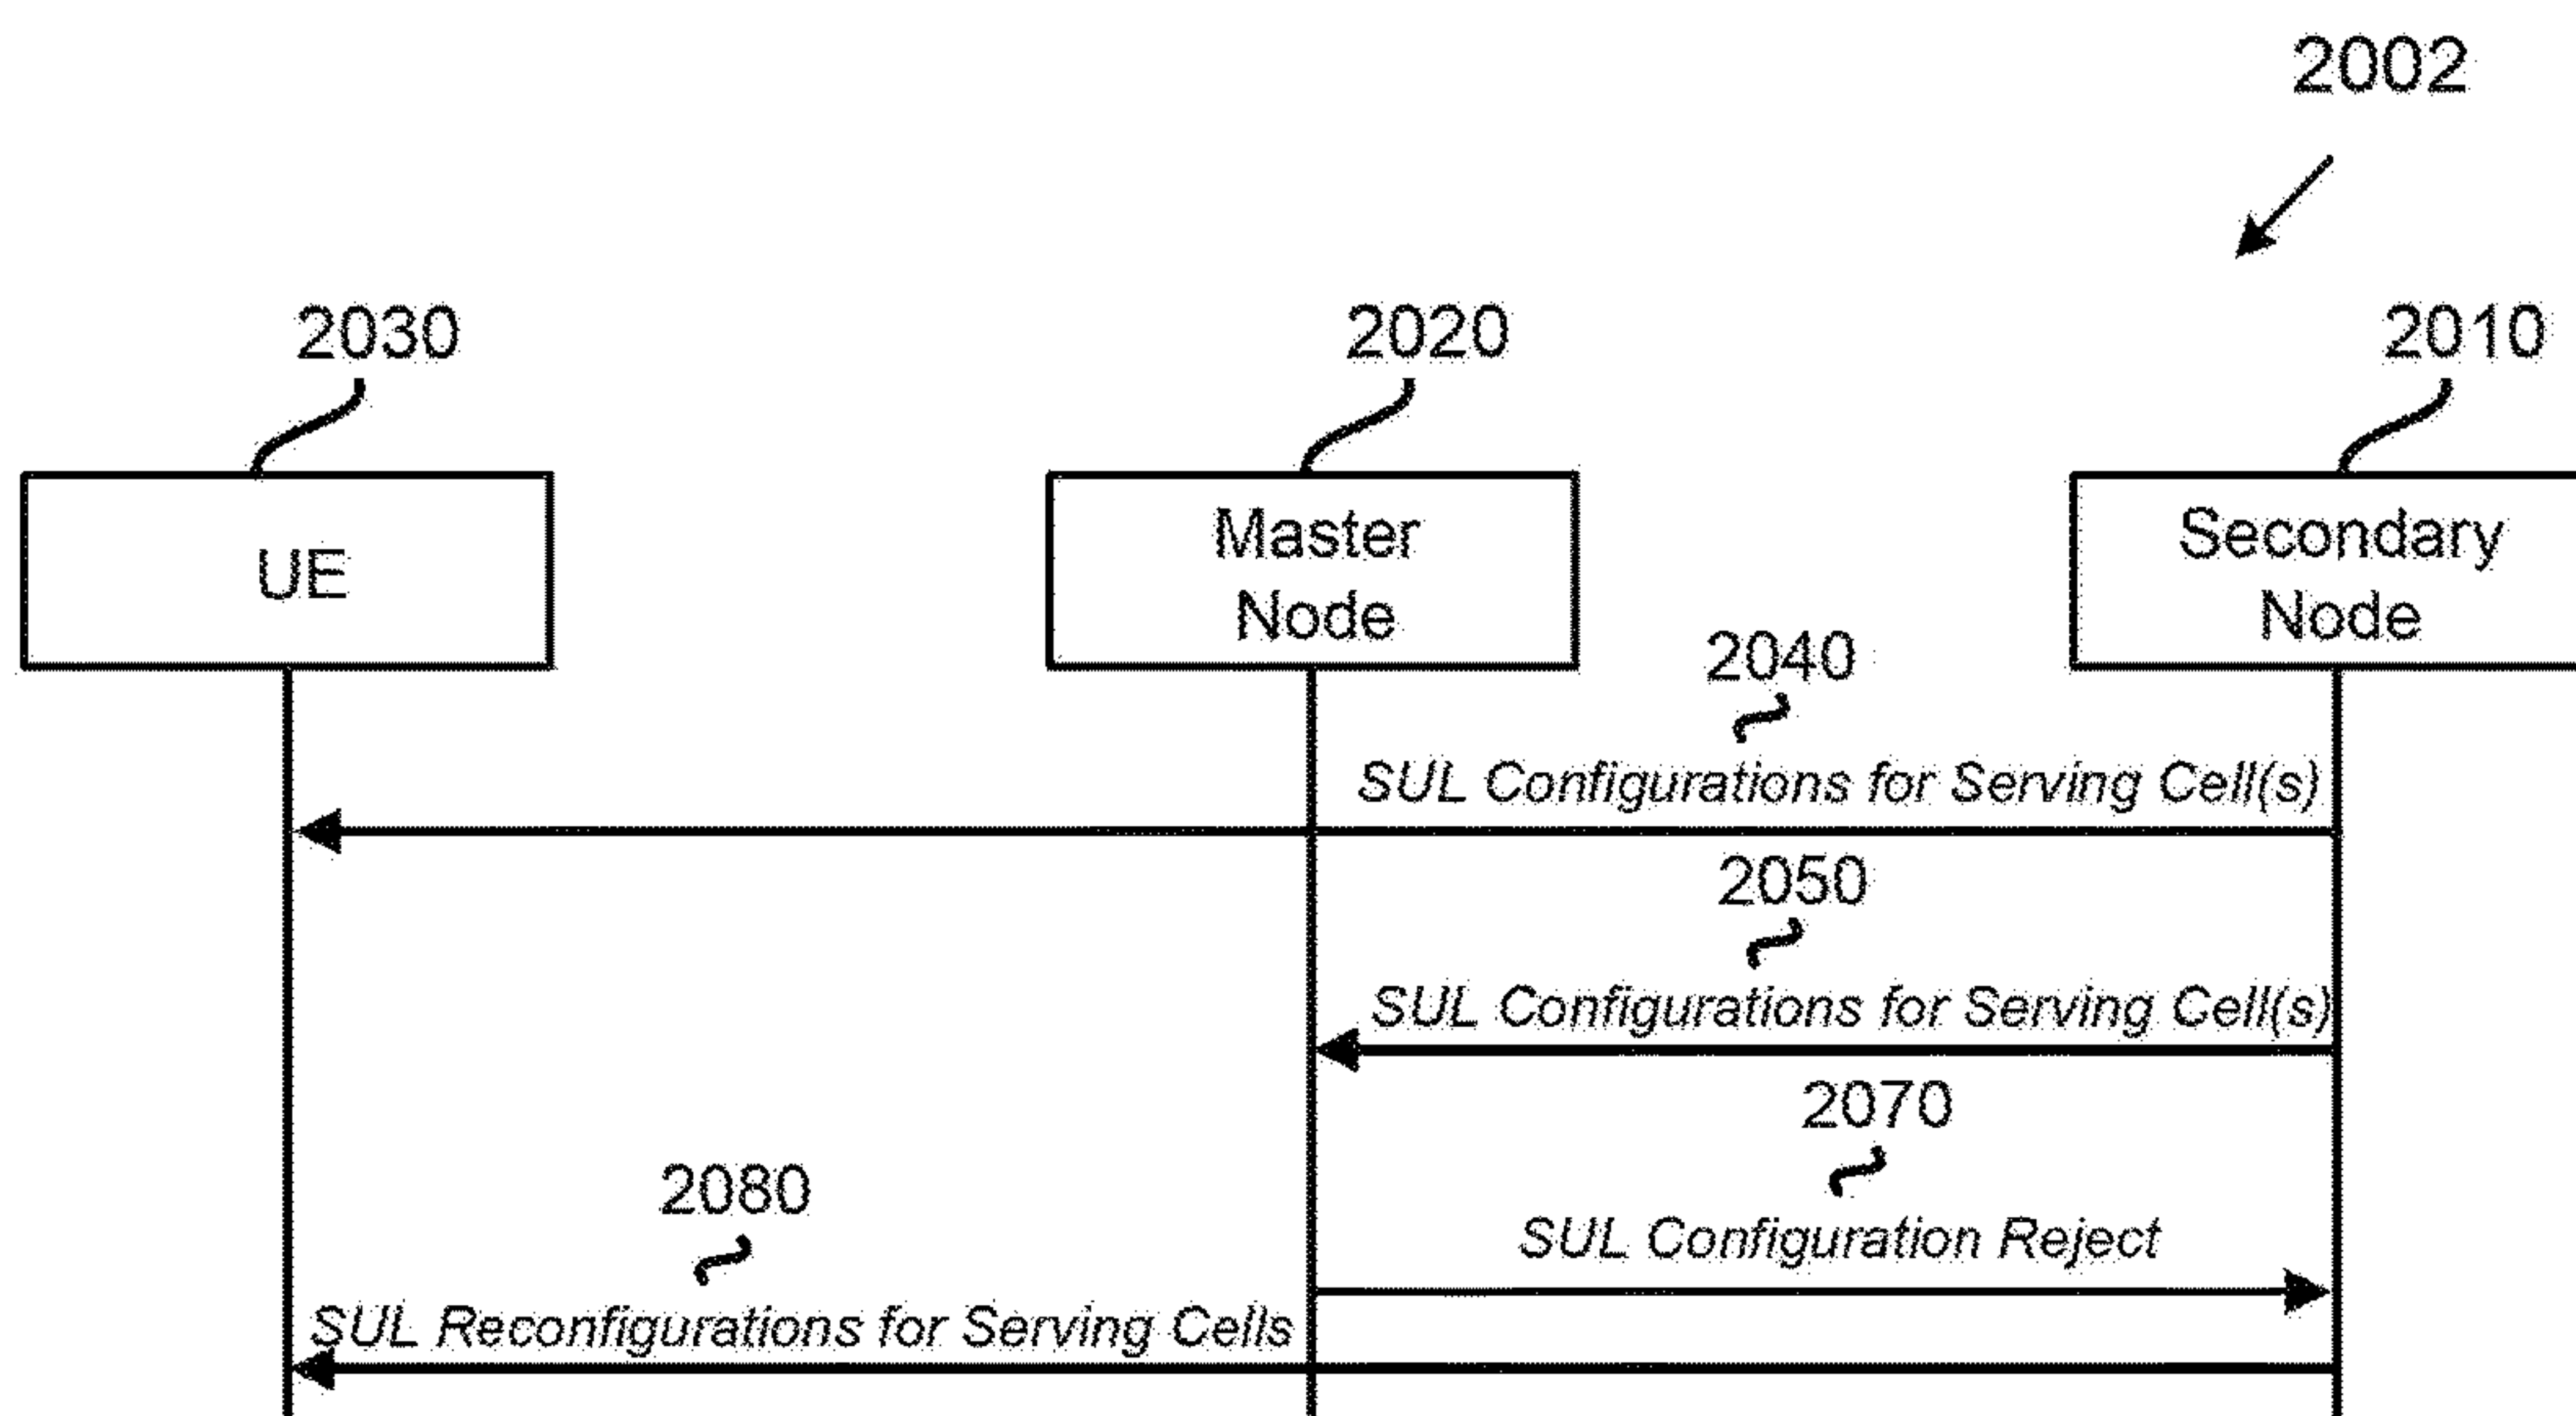 2002
2030
2020
2010
UE
Master
Node
Secondary
Node
2040
SUL Configurations for Serving Cell(s)
2050
SUL Configurations for Serving Cell(s)
2070
SUL Configuration Reject
2080
SUL Reconfigurations for Serving Cells